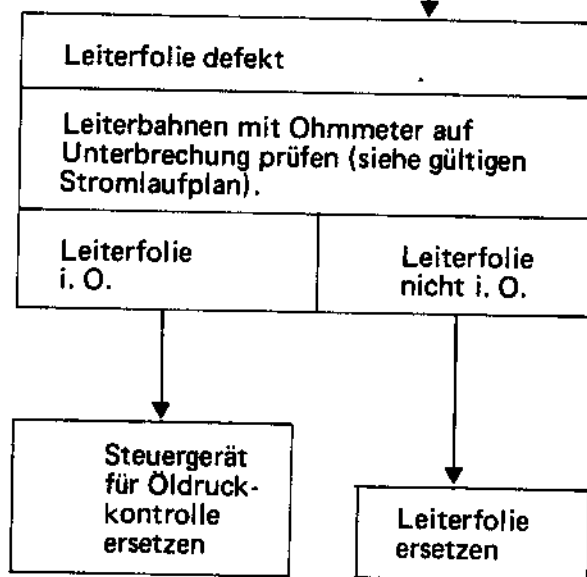 Leiterfolie defekt
Leiterbahnen mit Ohmmeter auf
Unterbrechung prüfen (siehe gültigen
Stromlaufplan).
Leiterfolie
i. O.
Leiterfolie
nicht i. O.
Steuergerät
für Öldruck-
kontrolle
ersetzen
Leiterfolie
ersetzen